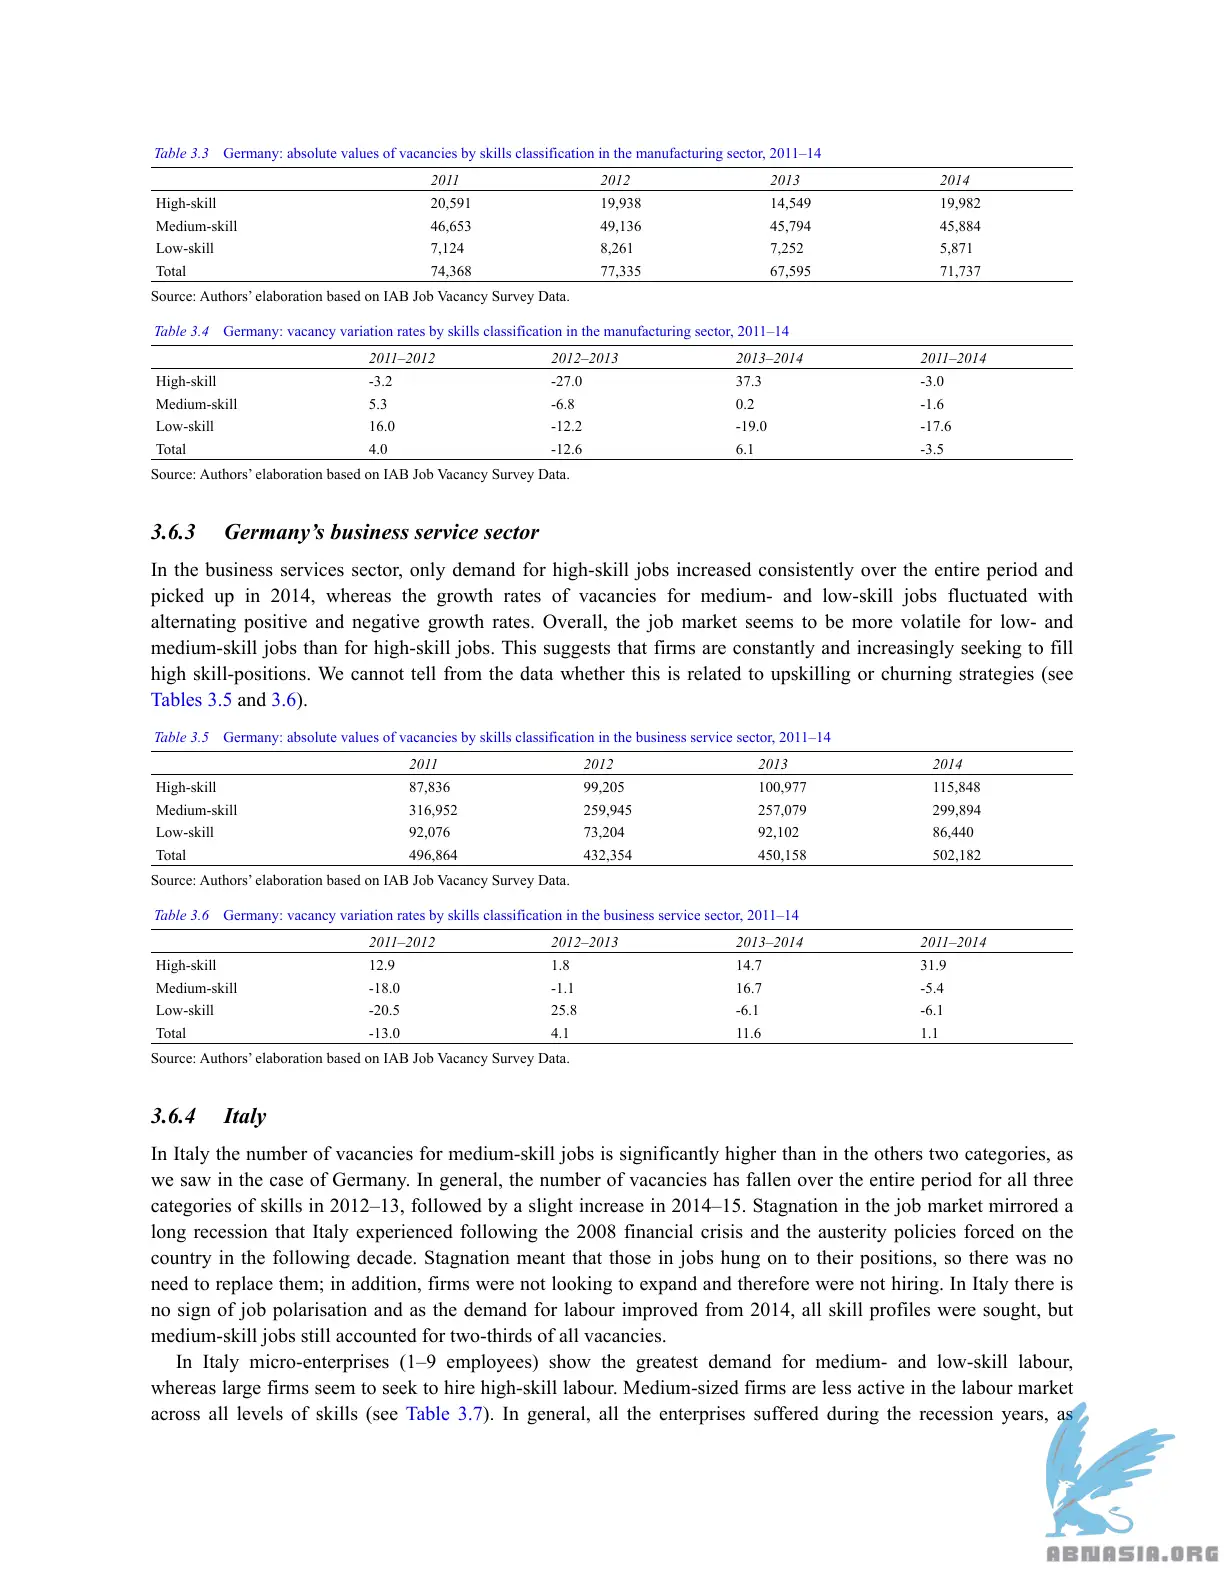 Table 3.3 Germany: absolute values of vacancies by skills classification in the manufacturing sector, 2011–14
2011 2012 2013 2014
High-skill 20,591 19,938 14,549 19,982
Medium-skill 46,653 49,136 45,794 45,884
Low-skill 7,124 8,261 7,252 5,871
Total 74,368 77,335 67,595 71,737
Source: Authors’ elaboration based on IAB Job Vacancy Survey Data.
Table 3.4 Germany: vacancy variation rates by skills classification in the manufacturing sector, 2011–14
2011–2012 2012–2013 2013–2014 2011–2014
High-skill -3.2 -27.0 37.3 -3.0
Medium-skill 5.3 -6.8 0.2 -1.6
Low-skill 16.0 -12.2 -19.0 -17.6
Total 4.0 -12.6 6.1 -3.5
Source: Authors’ elaboration based on IAB Job Vacancy Survey Data.
3.6.3 Germany’s business service sector
In the business services sector, only demand for high-skill jobs increased consistently over the entire period and
picked up in 2014, whereas the growth rates of vacancies for medium- and low-skill jobs fluctuated with
alternating positive and negative growth rates. Overall, the job market seems to be more volatile for low- and
medium-skill jobs than for high-skill jobs. This suggests that firms are constantly and increasingly seeking to fill
high skill-positions. We cannot tell from the data whether this is related to upskilling or churning strategies (see
Tables 3.5 and 3.6).
Table 3.5 Germany: absolute values of vacancies by skills classification in the business service sector, 2011–14
2011 2012 2013 2014
High-skill 87,836 99,205 100,977 115,848
Medium-skill 316,952 259,945 257,079 299,894
Low-skill 92,076 73,204 92,102 86,440
Total 496,864 432,354 450,158 502,182
Source: Authors’ elaboration based on IAB Job Vacancy Survey Data.
Table 3.6 Germany: vacancy variation rates by skills classification in the business service sector, 2011–14
2011–2012 2012–2013 2013–2014 2011–2014
High-skill 12.9 1.8 14.7 31.9
Medium-skill -18.0 -1.1 16.7 -5.4
Low-skill -20.5 25.8 -6.1 -6.1
Total -13.0 4.1 11.6 1.1
Source: Authors’ elaboration based on IAB Job Vacancy Survey Data.
3.6.4 Italy
In Italy the number of vacancies for medium-skill jobs is significantly higher than in the others two categories, as
we saw in the case of Germany. In general, the number of vacancies has fallen over the entire period for all three
categories of skills in 2012–13, followed by a slight increase in 2014–15. Stagnation in the job market mirrored a
long recession that Italy experienced following the 2008 financial crisis and the austerity policies forced on the
country in the following decade. Stagnation meant that those in jobs hung on to their positions, so there was no
need to replace them; in addition, firms were not looking to expand and therefore were not hiring. In Italy there is
no sign of job polarisation and as the demand for labour improved from 2014, all skill profiles were sought, but
medium-skill jobs still accounted for two-thirds of all vacancies.
In Italy micro-enterprises (1–9 employees) show the greatest demand for medium- and low-skill labour,
whereas large firms seem to seek to hire high-skill labour. Medium-sized firms are less active in the labour market
across all levels of skills (see Table 3.7). In general, all the enterprises suffered during the recession years, as
ABNASIA.ORG